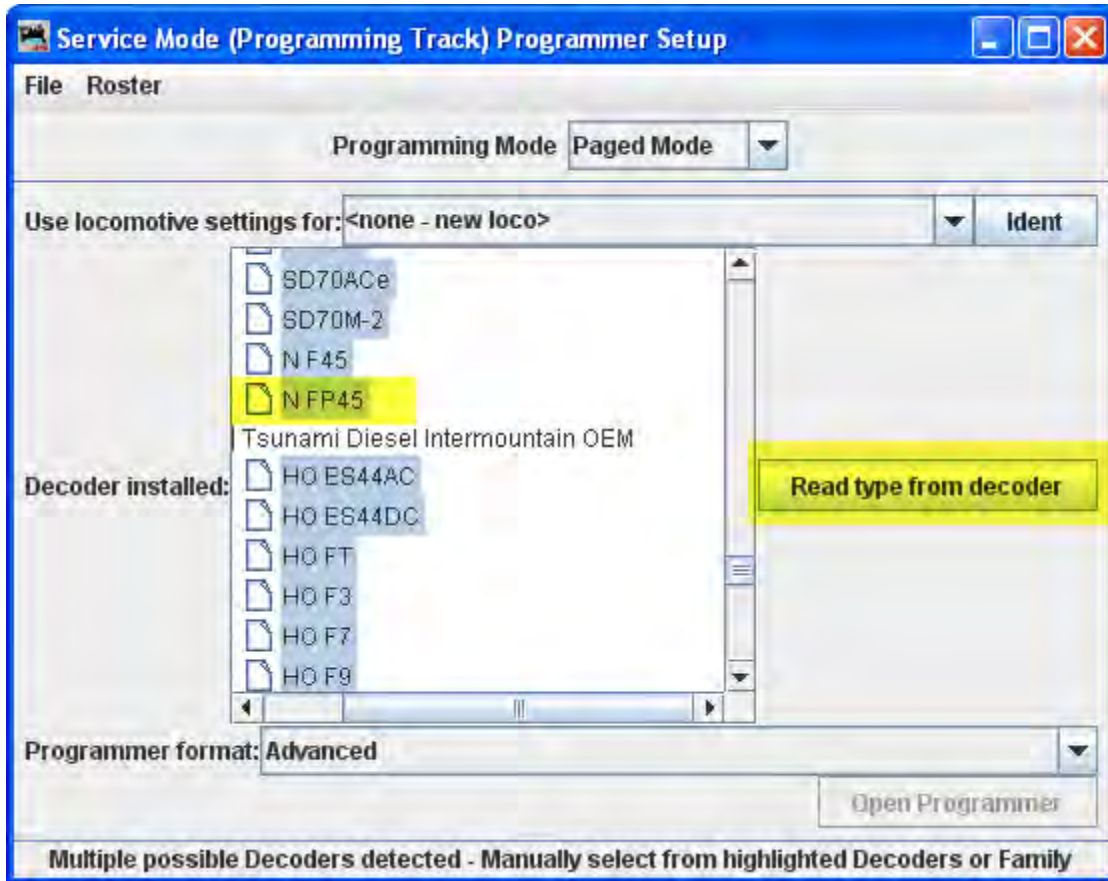 Service Mode (Programming Track) Programmer Setup
File Roster
Programming Mode Paged Mode
Use locomotive settings for: <none - new loco> Ident
SD70ACe
SD70M-2
N F45
N FP45
Tsunami Diesel Intermountain OEM
Decoder installed: HO ES44AC Read type from decoder
HO ES44DC
HO FT
HO F3
HO F7
HO F9
Programmer format: Advanced
Open Programmer
Multiple possible Decoders detected - Manually select from highlighted Decoders or Family